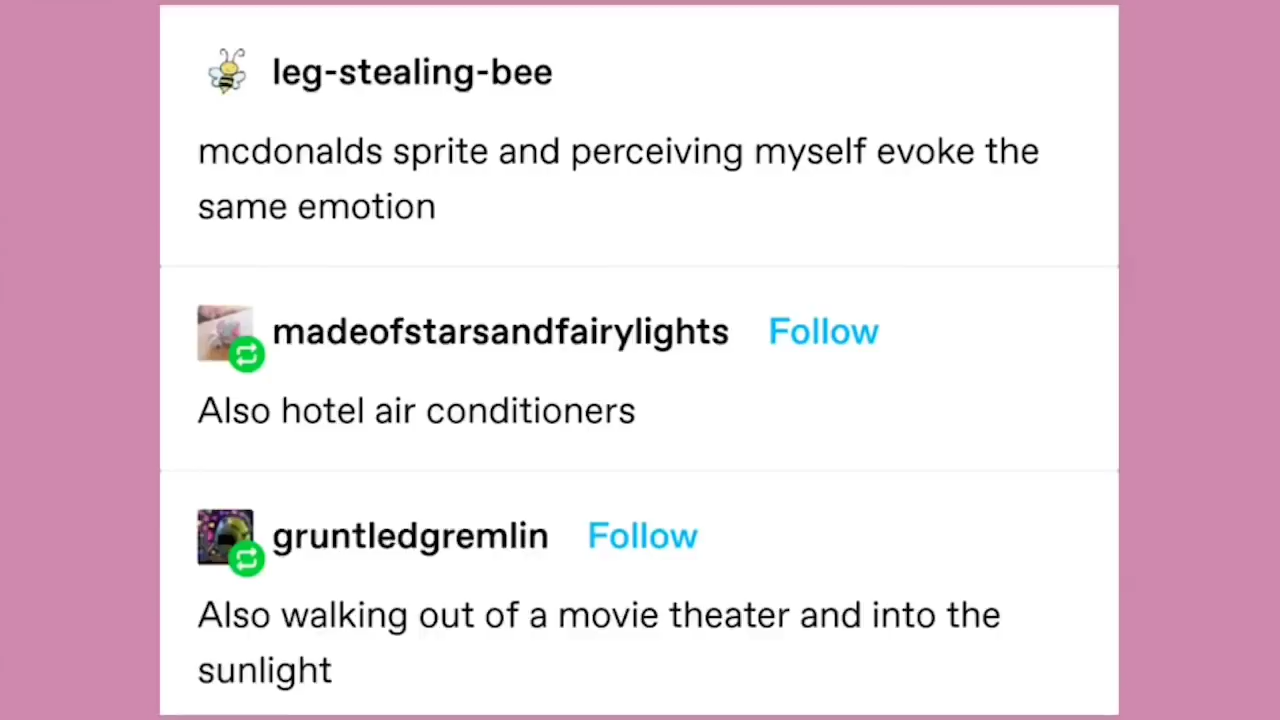 leg-stealing-bee
mcdonalds sprite and perceiving myself evoke the
same emotion
madeofstarsandfairylights Follow
Also hotel air conditioners
gruntledgremlin Follow
Also walking out of a movie theater and into the
sunlight